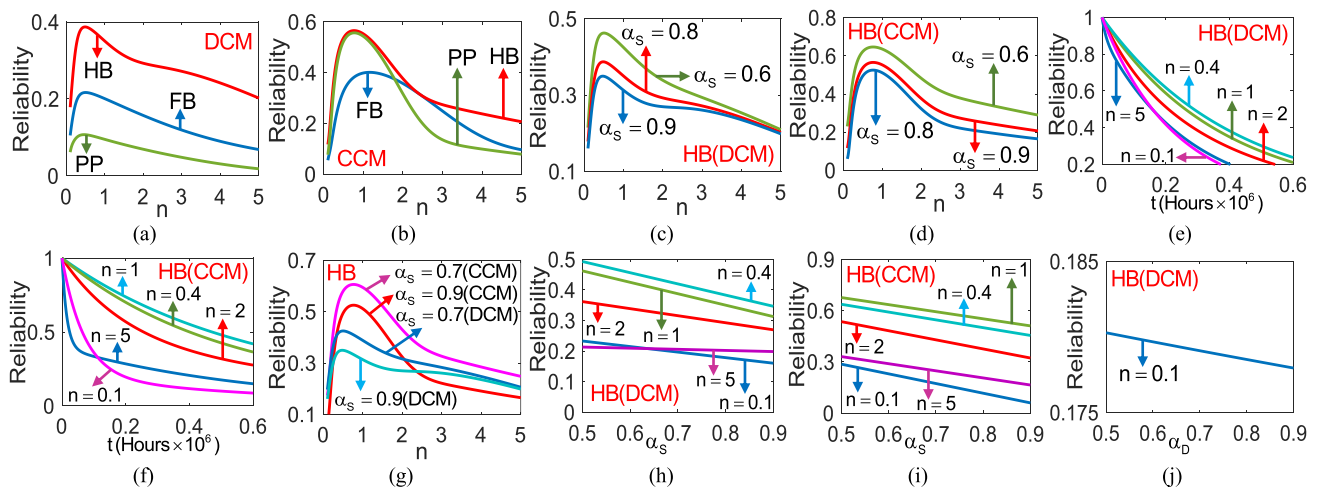 Reliability
0.4
0.2
0
DCM
HB
FB
PP
0 1 2 3 4 5
n
(a)
Reliability
0.6
0.4
0.2
0
PP
HB
FB
CCM
0 1 2 3 4 5
n
(b)
Reliability
0.5
0.3
0.1
αS = 0.8
αS = 0.6
αS = 0.9
HB(DCM)
0 1 2 3 4 5
n
(c)
Reliability
0.8
0.6
0.4
0.2
0
HB(CCM)
αS = 0.6
αS = 0.8
αS = 0.9
0 1 2 3 4 5
n
(d)
Reliability
1
0.8
0.6
0.4
0.2
HB(DCM)
n = 0.4
n = 1
n = 2
n = 5
n = 0.1
0 0.2 0.4 0.6
t (Hours × 10⁶)
(e)
Reliability
1
0.5
0
HB(CCM)
n = 1
n = 0.4
n = 2
n = 5
n = 0.1
0 0.2 0.4 0.6
t (Hours × 10⁶)
(f)
Reliability
0.7
0.5
0.3
0.1
HB
αS = 0.7(CCM)
αS = 0.9(CCM)
αS = 0.7(DCM)
αS = 0.9(DCM)
0 1 2 3 4 5
n
(g)
Reliability
0.5
0.4
0.3
0.2
0.1
0
n = 0.4
n = 2
n = 1
n = 5
n = 0.1
HB(DCM)
0.5 0.6 0.7 0.8 0.9
αS
(h)
Reliability
0.9
0.6
0.3
0
HB(CCM)
n = 1
n = 0.4
n = 2
n = 0.1
n = 5
0.5 0.6 0.7 0.8 0.9
αS
(i)
Reliability
0.185
0.175
HB(DCM)
n = 0.1
0.5 0.6 0.7 0.8 0.9
αD
(j)